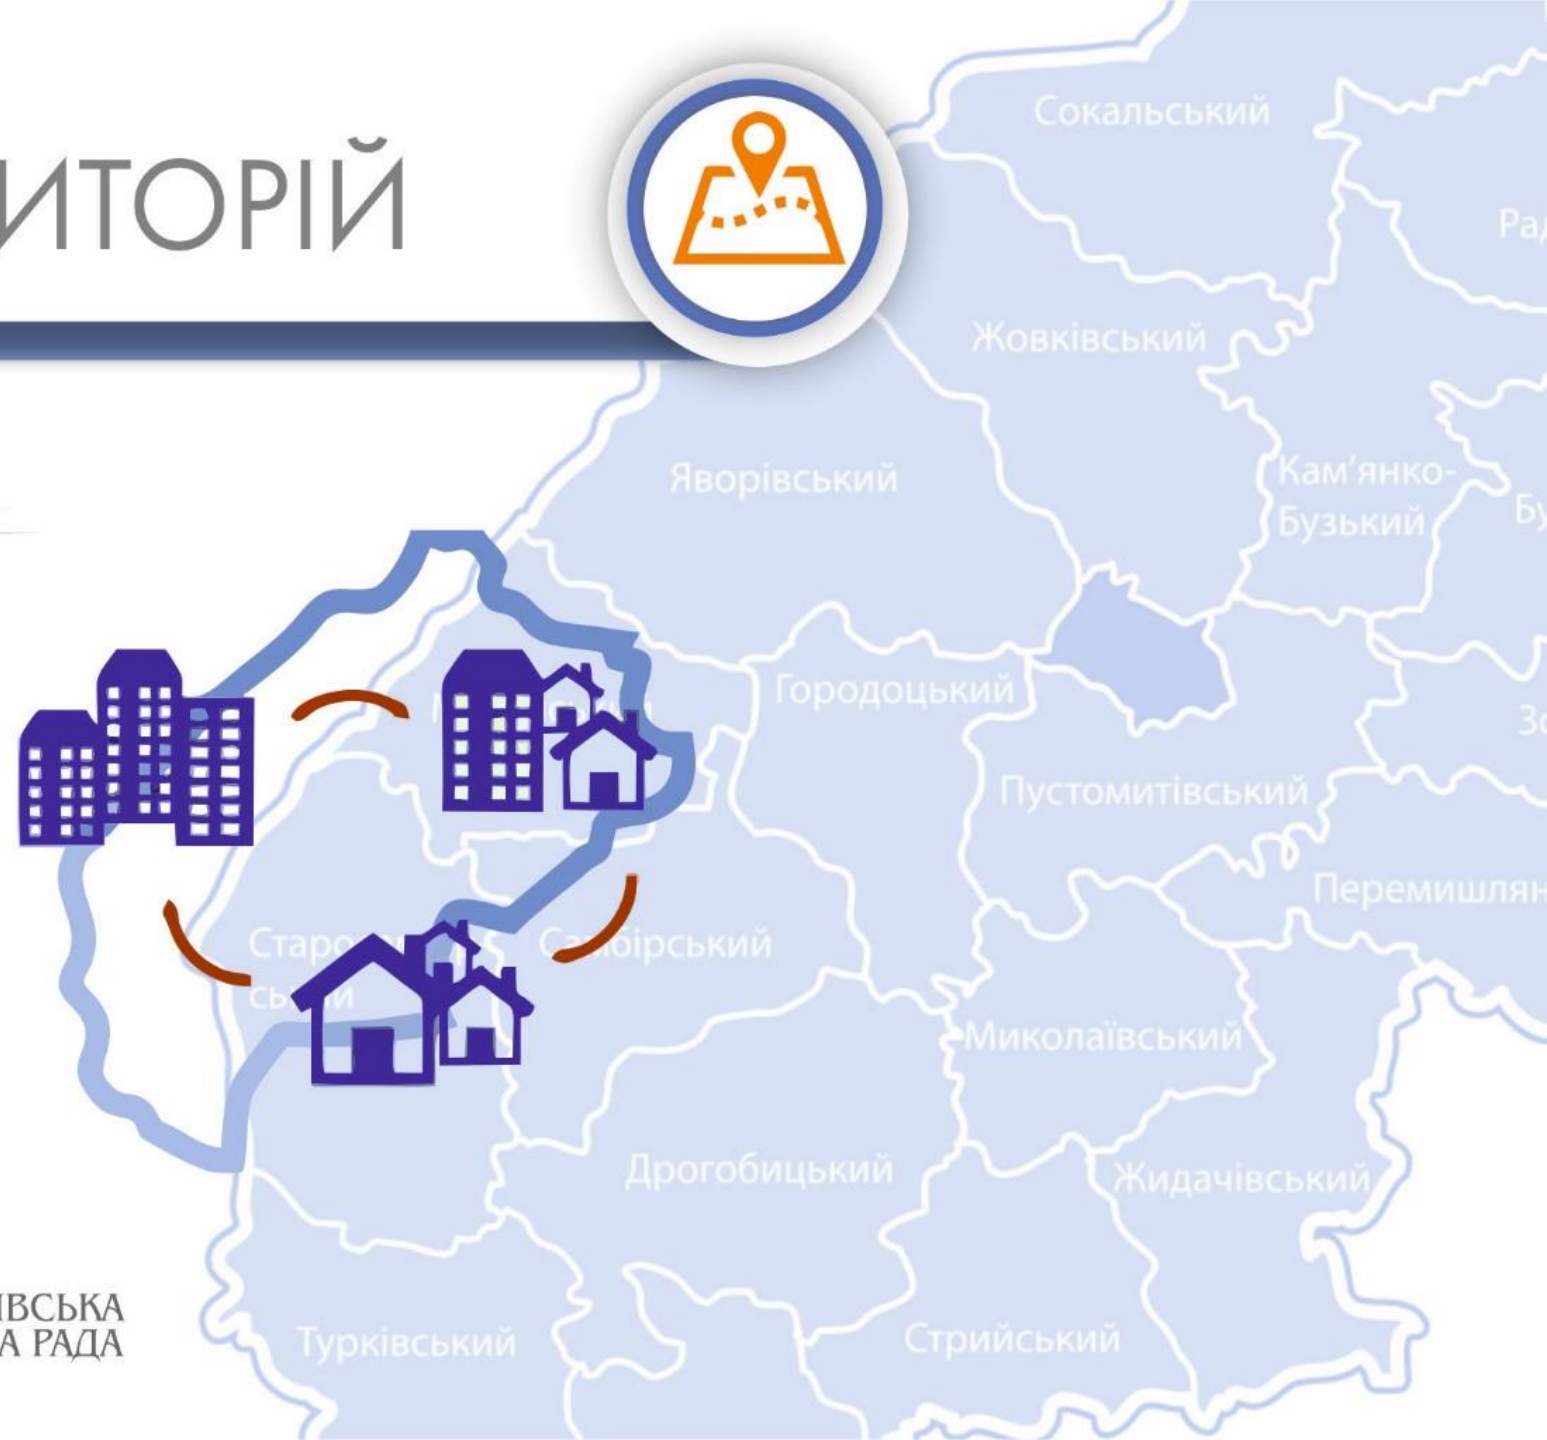 ИТОРІЙ
Сокальський
Жовківський
Яворівський
Кам'янко-
Бузький
Городоцький
Пустомитівський
Перемишлян
Самбірський
Миколаївський
Дрогобицький
Жидачівський
ІВСЬКА
А РАДА
Турківський
Стрийський